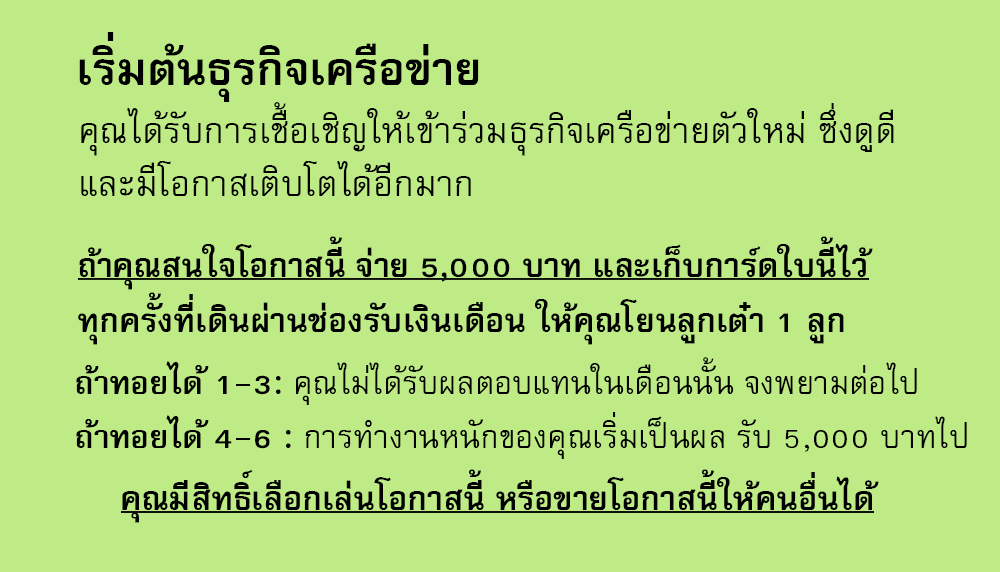 เริ่มต้นธุรกิจเครือข่าย
คุณได้รับการเชื้อเชิญให้เข้าร่วมธุรกิจเครือข่ายตัวใหม่ ซึ่งดูดี
และมีโอกาสเติบโตได้อีกมาก
ถ้าคุณสนใจโอกาสนี้ จ่าย 5,000 บาท และเก็บการ์ดใบนี้ไว้
ทุกครั้งที่เดินผ่านช่องรับเงินเดือน ให้คุณโยนลูกเต๋า 1 ลูก
ถ้าทอยได้ 1-3: คุณไม่ได้รับผลตอบแทนในเดือนนั้น จงพยามต่อไป
ถ้าทอยได้ 4-6 : การทำงานหนักของคุณเริ่มเป็นผล รับ 5,000 บาทไป
คุณมีสิทธิ์เลือกเล่นโอกาสนี้ หรือขายโอกาสนี้ให้คนอื่นได้